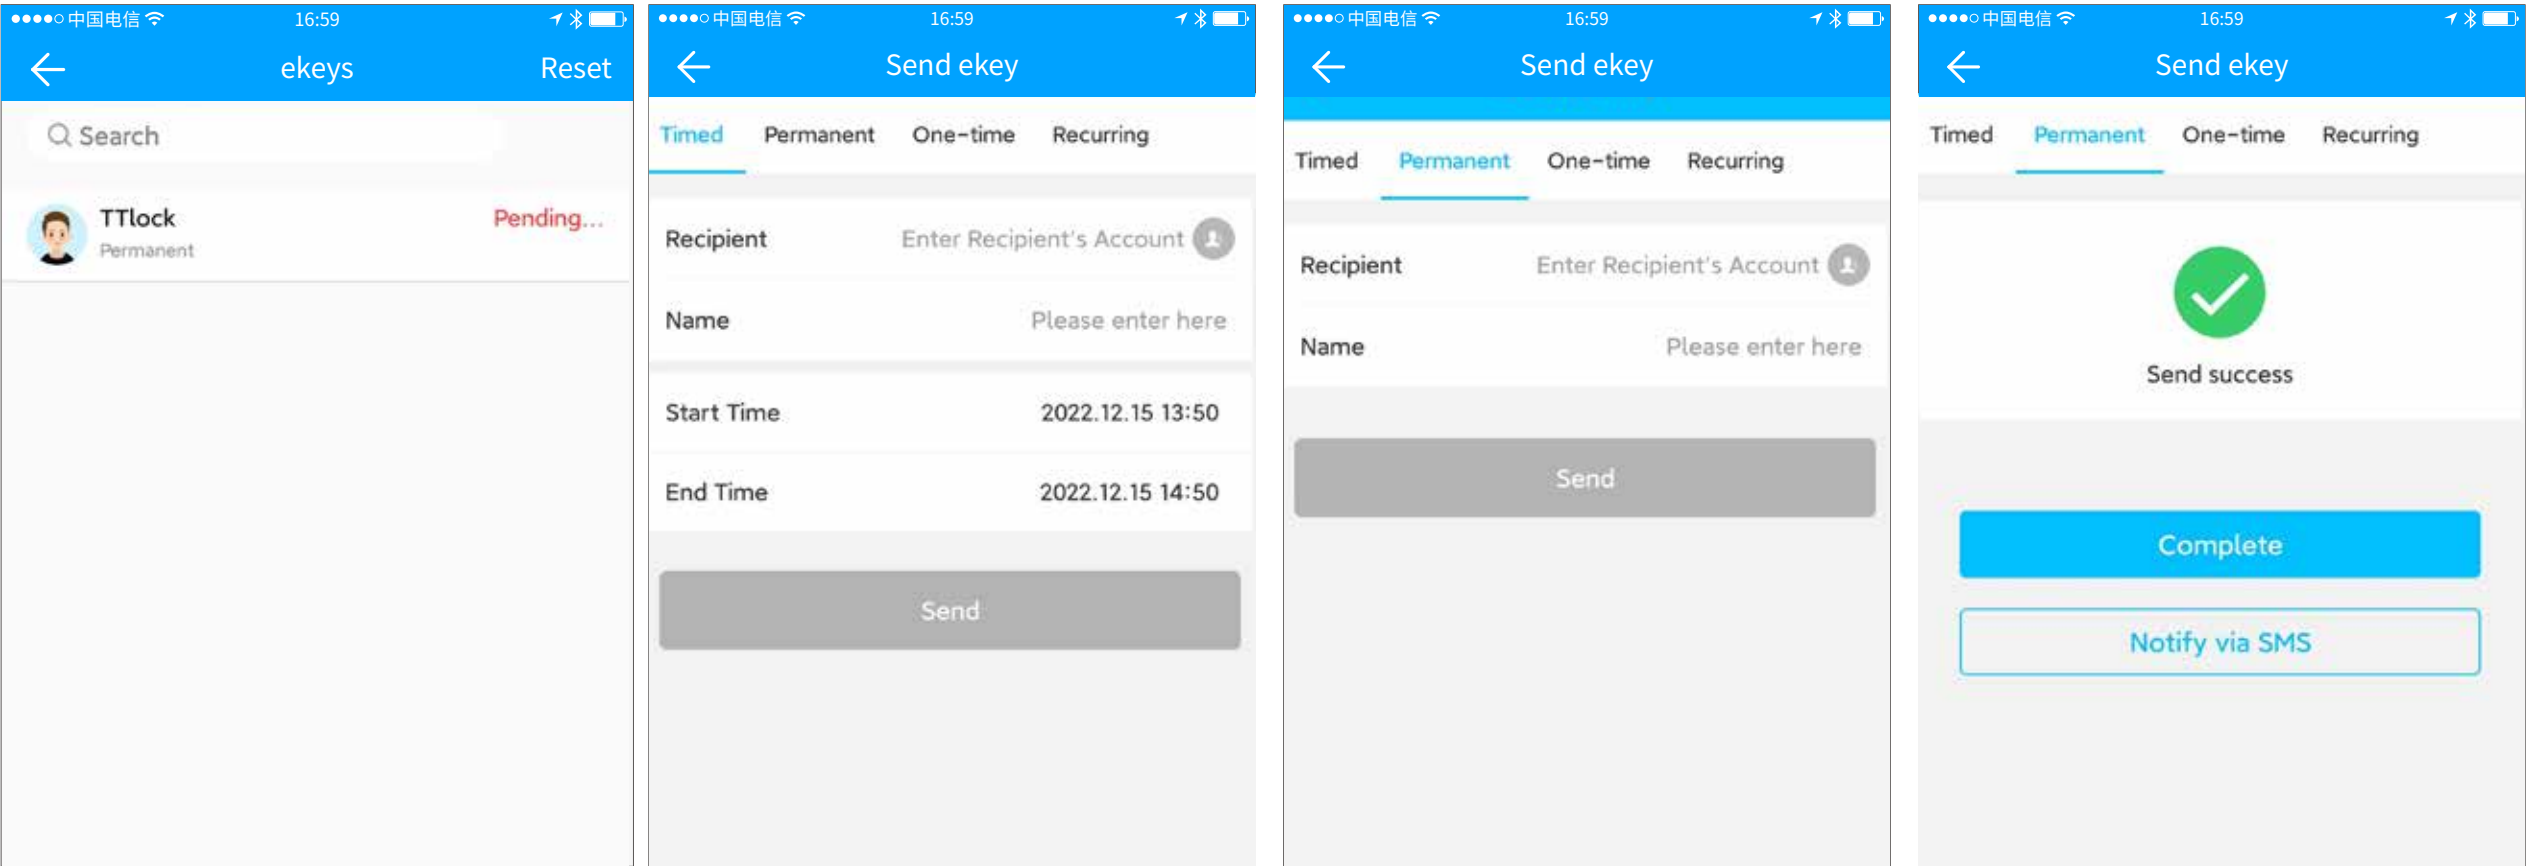 中国电信 16:59
ekeys Reset
Search
TTlock Pending...
Permanent
中国电信 16:59
Send ekey
Timed Permanent One-time Recurring
Recipient Enter Recipient's Account
Name Please enter here
Start Time 2022.12.15 13:50
End Time 2022.12.15 14:50
Send
中国电信 16:59
Send ekey
Timed Permanent One-time Recurring
Recipient Enter Recipient's Account
Name Please enter here
Send
中国电信 16:59
Send ekey
Timed Permanent One-time Recurring
Send success
Complete
Notify via SMS